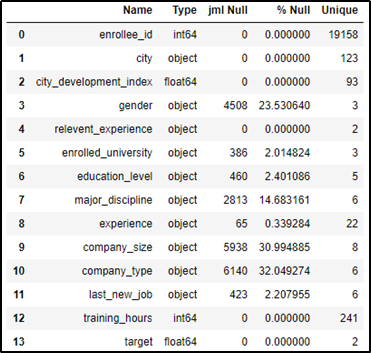 Name Type jml Null % Null Unique
0 enrollee_id int64 0 0.000000 19158
1 city object 0 0.000000 123
2 city_development_index float64 0 0.000000 93
3 gender object 4508 23.530640 3
4 relevent_experience object 0 0.000000 2
5 enrolled_university object 386 2.014824 3
6 education_level object 460 2.401086 5
7 major_discipline object 2813 14.683161 6
8 experience object 65 0.339284 22
9 company_size object 5938 30.994885 8
10 company_type object 6140 32.049274 6
11 last_new_job object 423 2.207955 6
12 training_hours int64 0 0.000000 241
13 target float64 0 0.000000 2